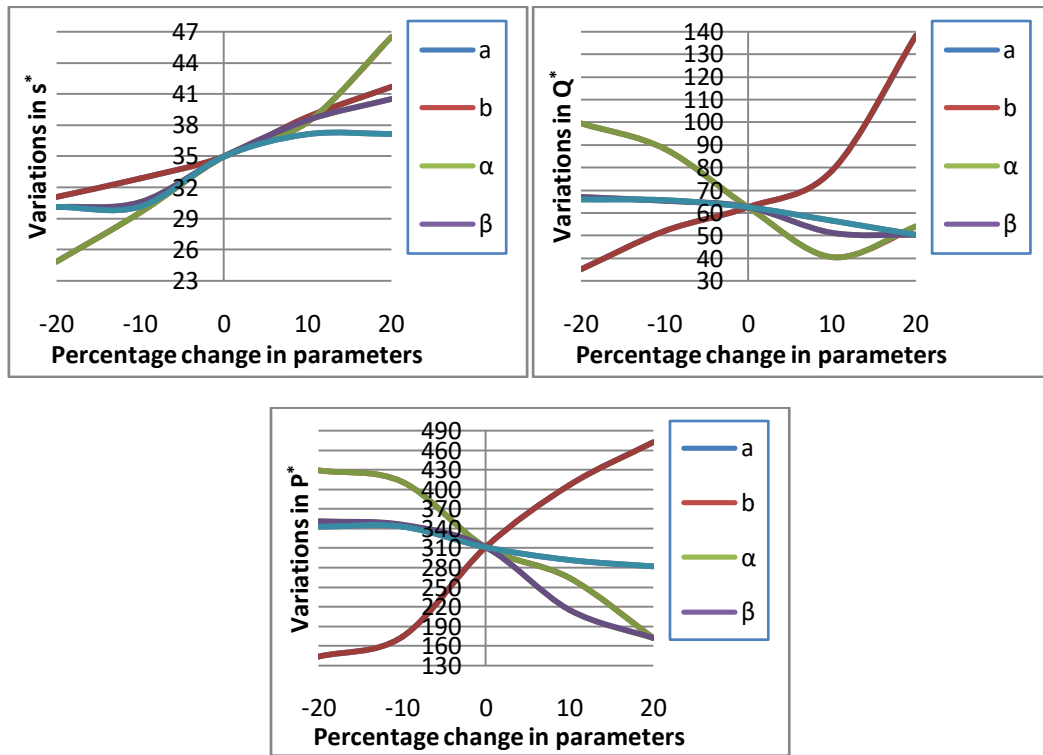 Variations in s*
47
44
41
38
35
32
29
26
23
-20 -10 0 10 20
Percentage change in parameters
a
b
α
β
Variations in Q*
140
130
120
110
100
90
80
70
60
50
40
30
-20 -10 0 10 20
Percentage change in parameters
a
b
α
β
Variations in P*
490
460
430
400
370
340
310
280
250
220
190
160
130
-20 -10 0 10 20
Percentage change in parameters
a
b
α
β